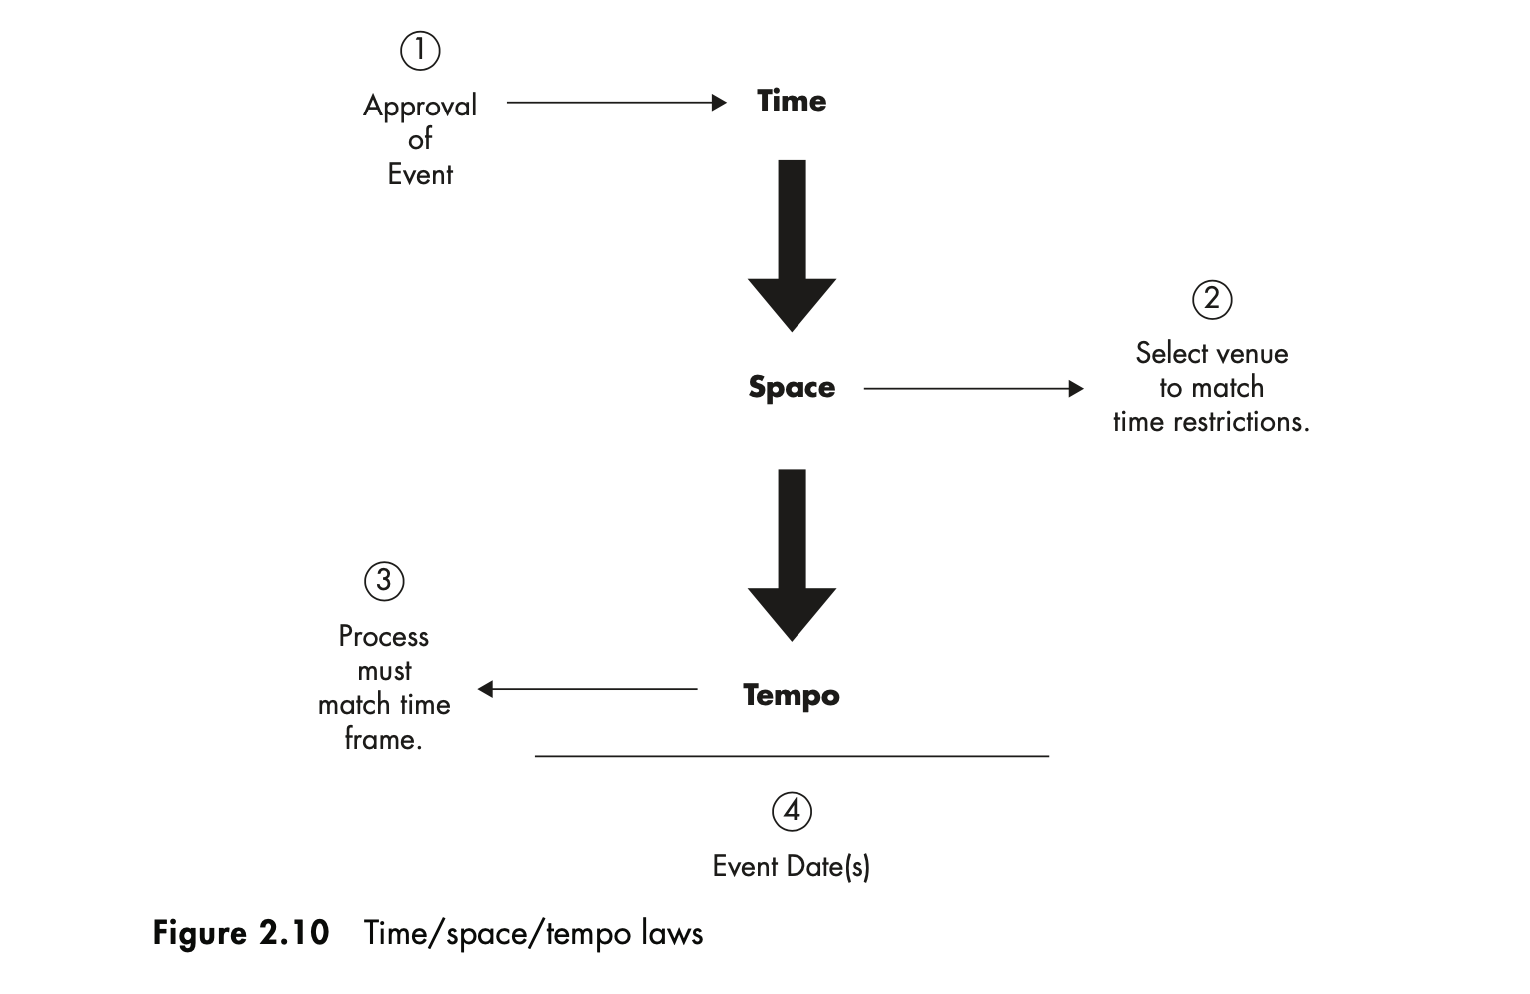 ①
Approval
of
Event
Time
Space
②
Select venue
to match
time restrictions.
③
Process
must
match time
frame.
Tempo
④
Event Date(s)
Figure 2.10 Time/space/tempo laws